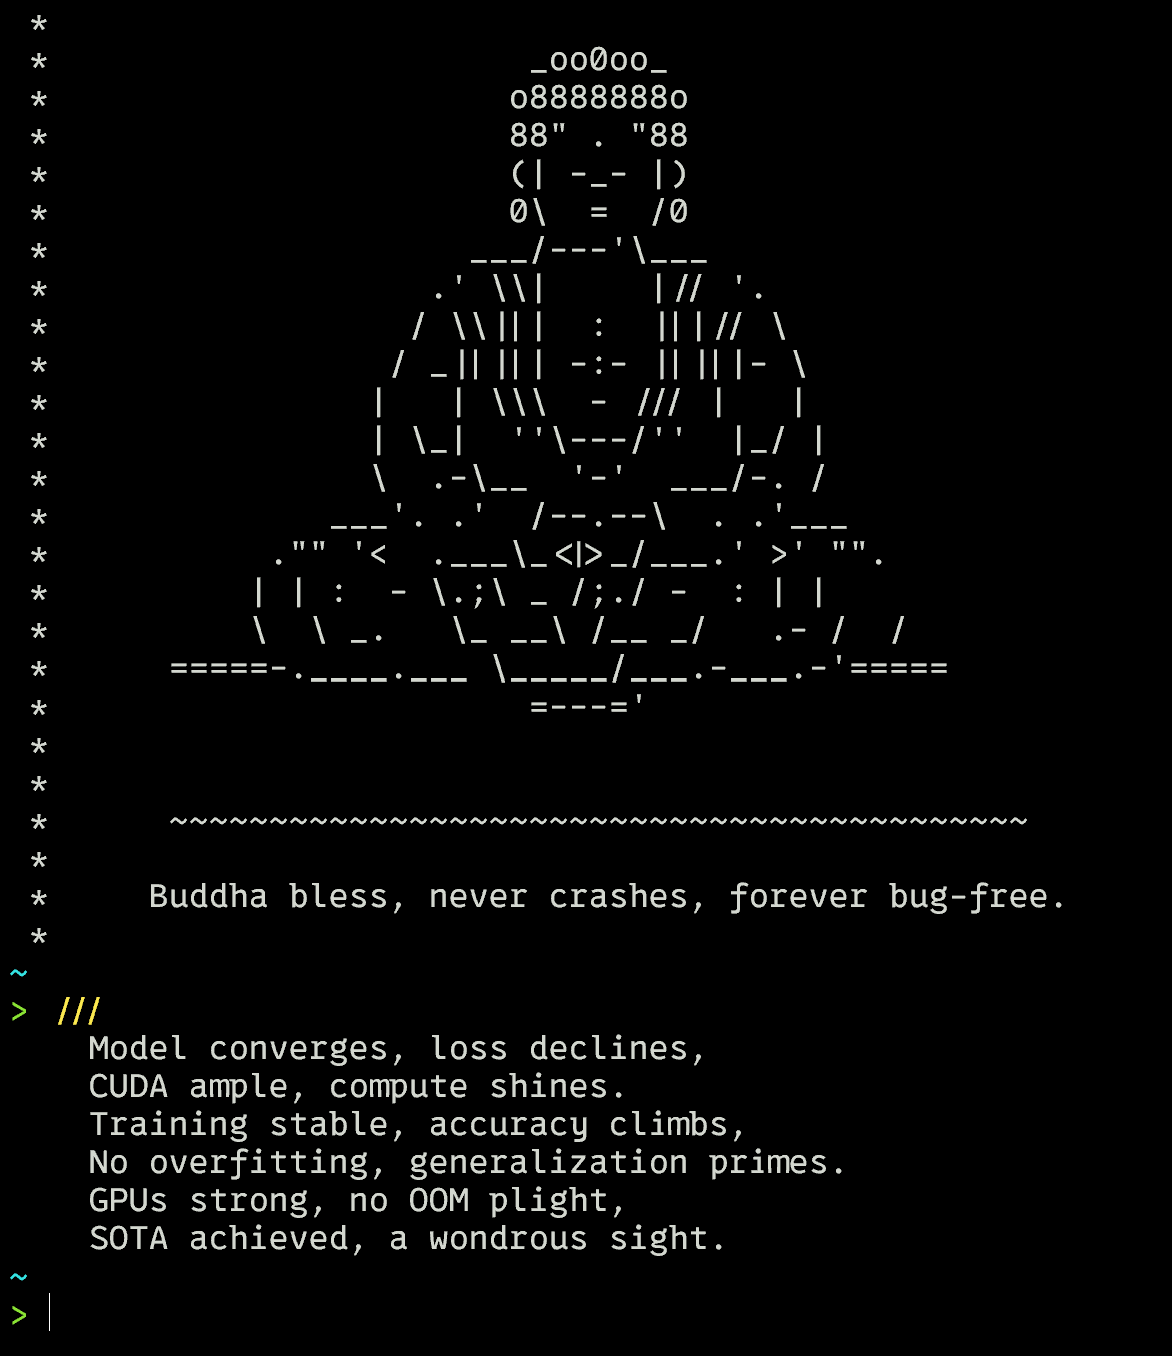 *
* _oo0oo_
* o8888888o
* 88" . "88
* (| -_- |)
* 0\ = /0
* ___/---'\___
* .' \\| |// '.
* / \\||| : |||// \
* / _|| ||| -:- || |||- \
* | | \\\ - /// | |
* | \_| ''\---/'' |_/ |
* \ .-\__ '-' ___/-. /
* ___'. .' /--.--\ . .'___
* ."" '< .___\_<|>_/___.' >' "".
* | | : - \.;\ _ /;./ - : | |
* \ \ _. \_ __\ /__ _/ .- / /
* =====-.____.___ \_____/___.-___.-'=====
* =---='
*
*
* ~~~~~~~~~~~~~~~~~~~~~~~~~~~~~~~~~~~~~~~~~~~
*
* Buddha bless, never crashes, forever bug-free.
*
~
> ///
Model converges, loss declines,
CUDA ample, compute shines.
Training stable, accuracy climbs,
No overfitting, generalization primes.
GPUs strong, no OOM plight,
SOTA achieved, a wondrous sight.
~
>